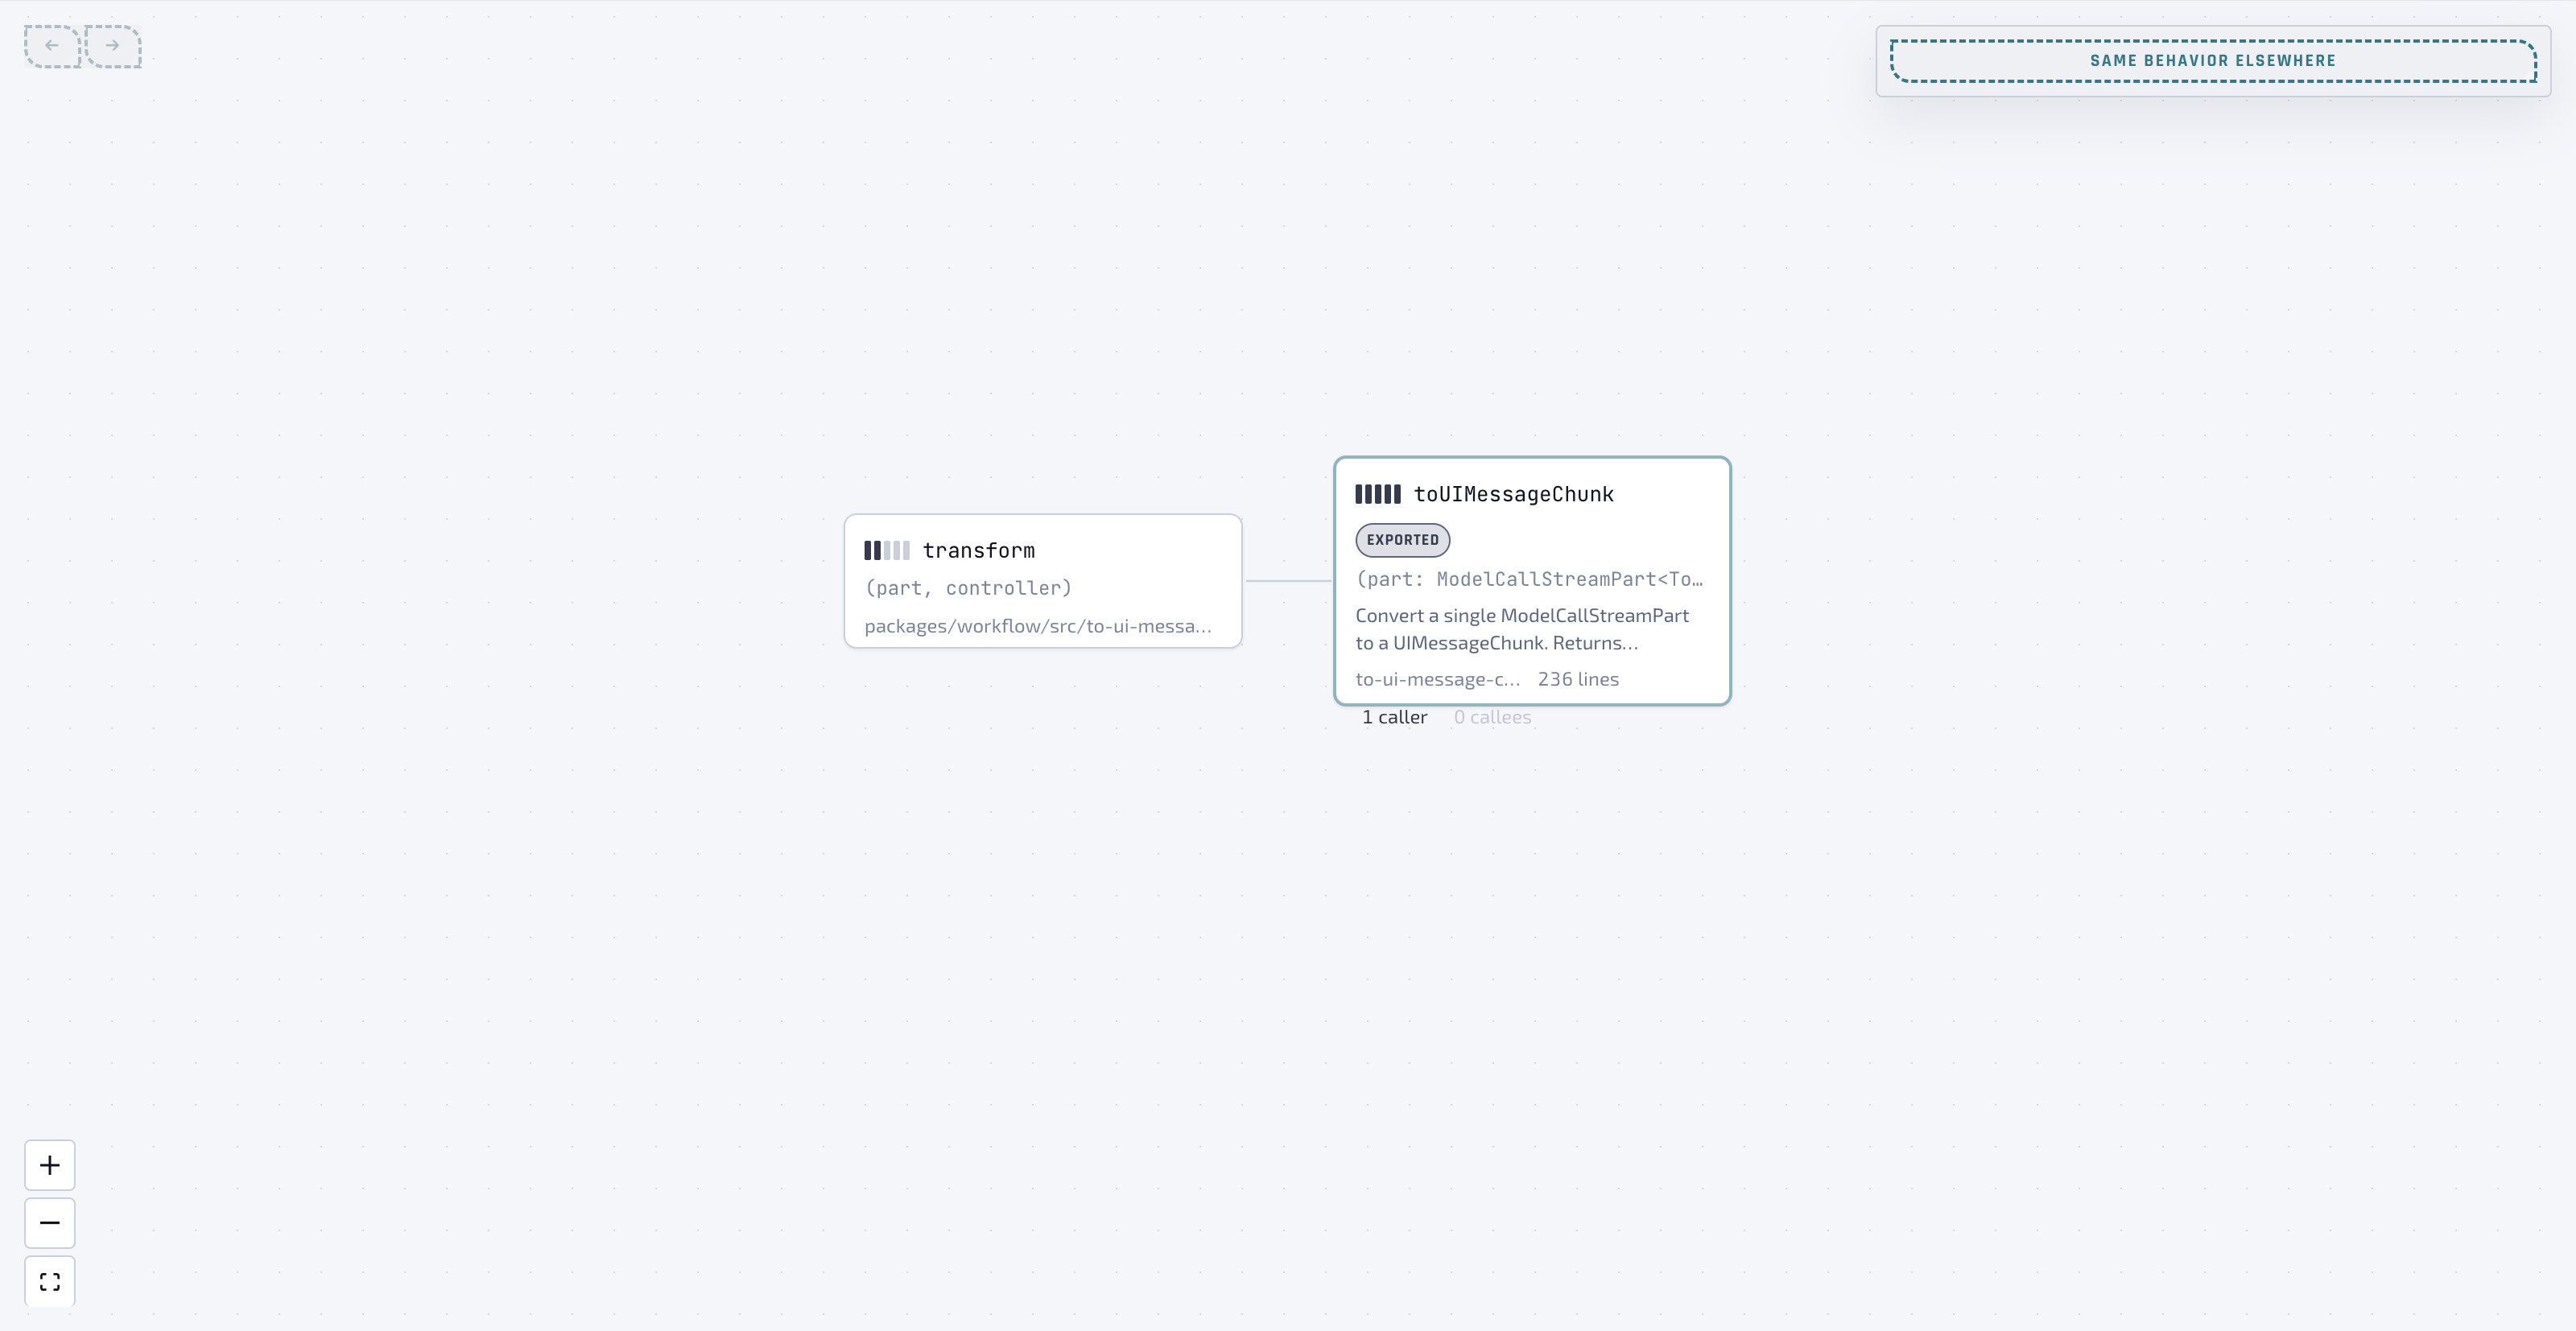 SAME BEHAVIOR ELSEWHERE
transform
(part, controller)
packages/workflow/src/to-ui-messa…
toUIMessageChunk
EXPORTED
(part: ModelCallStreamPart<To…
Convert a single ModelCallStreamPart
to a UIMessageChunk. Returns…
to-ui-message-c… 236 lines
1 caller 0 callees